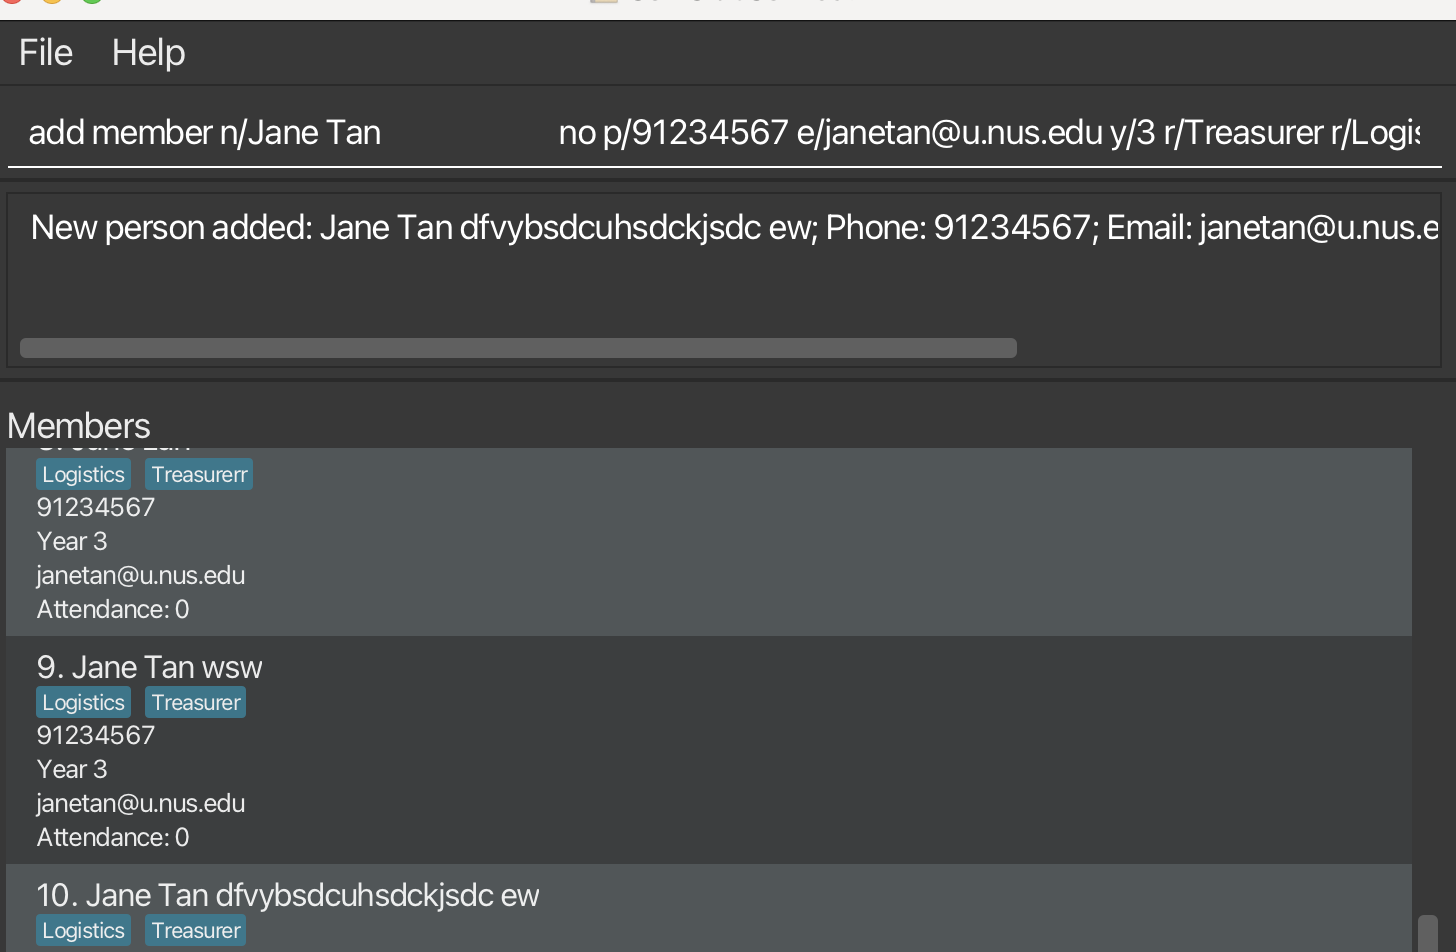 File Help
add member n/Jane Tan no p/91234567 e/janetan@u.nus.edu y/3 r/Treasurer r/Logis
New person added: Jane Tan dfvybsdcuhsdckjsdc ew; Phone: 91234567; Email: janetan@u.nus.e
Members
Logistics Treasurerr
91234567
Year 3
janetan@u.nus.edu
Attendance: 0
9. Jane Tan wsw
Logistics Treasurer
91234567
Year 3
janetan@u.nus.edu
Attendance: 0
10. Jane Tan dfvybsdcuhsdckjsdc ew
Logistics Treasurer